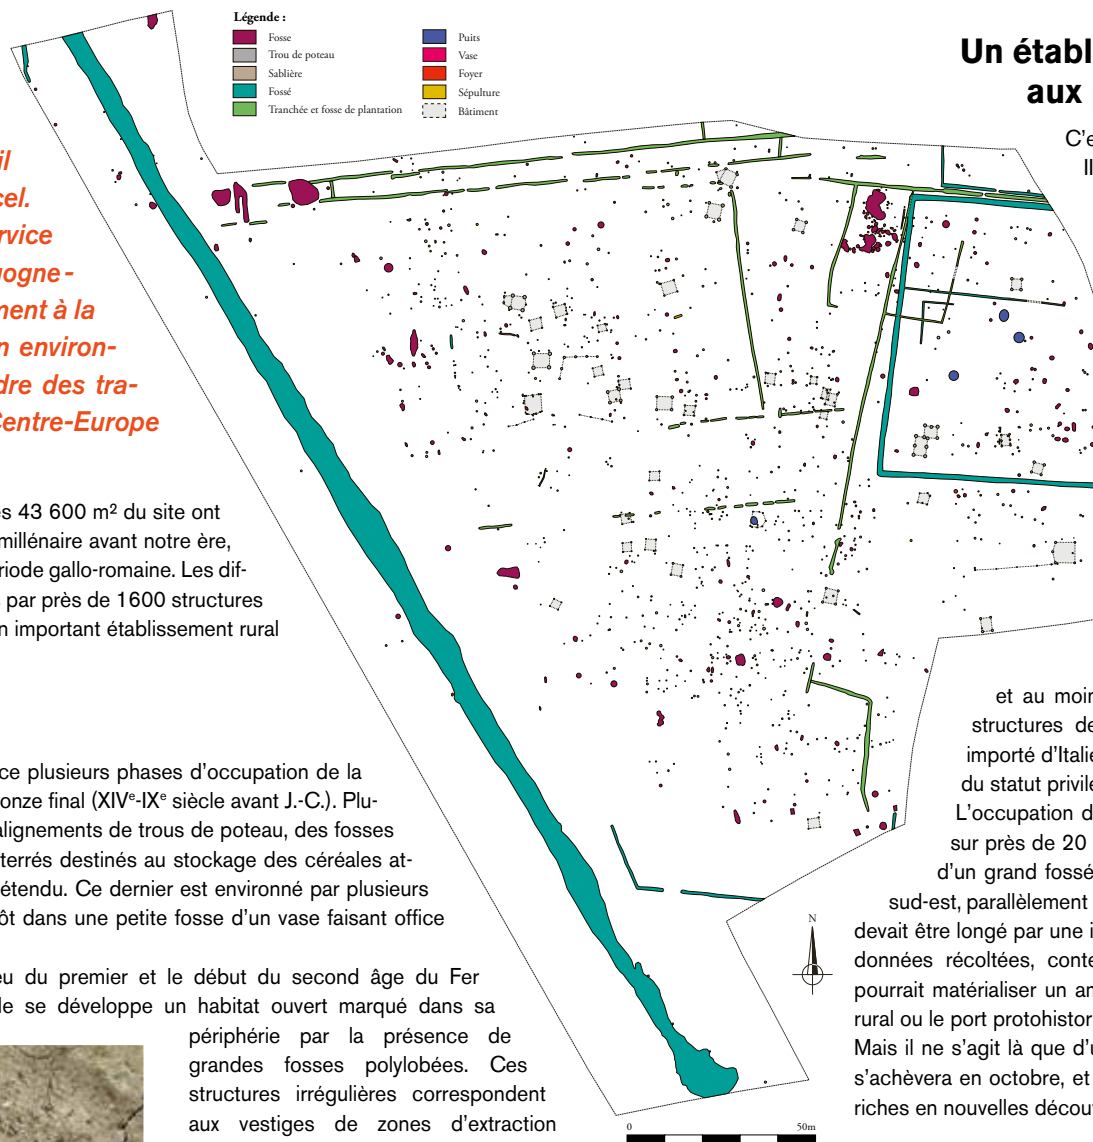 Légende :
Fosse
Trou de poteau
Sablière
Fossé
Tranchée et fosse de plantation
Puits
Vase
Foyer
Sépulture
Bâtiment
Un établ
aux
C'e
Il
il
cel.
rvice
ogne -
ment à la
n environ-
dre des tra-
Centre-Europe
es 43 600 m² du site ont
millénaire avant notre ère,
riode gallo-romaine. Les dif-
par près de 1600 structures
n important établissement rural
ce plusieurs phases d'occupation de la
ronze final (XIVe-IXe siècle avant J.-C.). Plu-
alignements de trous de poteau, des fosses
terrés destinés au stockage des céréales at-
étendu. Ce dernier est environné par plusieurs
ôt dans une petite fosse d'un vase faisant office
eu du premier et le début du second âge du Fer
le se développe un habitat ouvert marqué dans sa
périphérie par la présence de
grandes fosses polylobées. Ces
structures irrégulières correspondent
aux vestiges de zones d'extraction
et au moin
structures de
importé d'Italie
du statut privilé
L'occupation d
sur près de 20
d'un grand fossé
sud-est, parallèlement
devait être longé par une i
données récoltées, conte
pourrait matérialiser un an
rural ou le port protohistor
Mais il ne s'agit là que d'u
s'achèvera en octobre, et
riches en nouvelles décou
N
0 50m